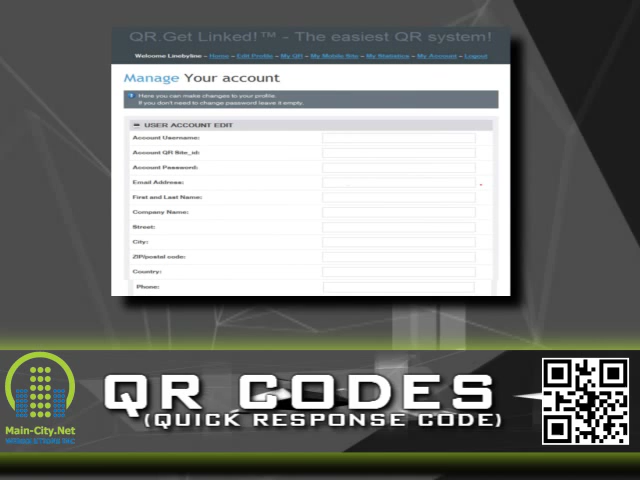 QR.Get Linked!™ - The easiest QR system!
Welcome Linebyline – Home – Edit Profile – My QR – My Mobile Site – My Statistics – My Account – Logout
Manage Your account
Here you can make changes to your profile.
If you don't need to change password leave it empty.
USER ACCOUNT EDIT
Account Username:
Account QR Site_id:
Account Password:
Email Address:
First and Last Name:
Company Name:
Street:
City:
ZIP/postal code:
Country:
Phone:
QR CODES
(QUICK RESPONSE CODE)
Main-City.Net